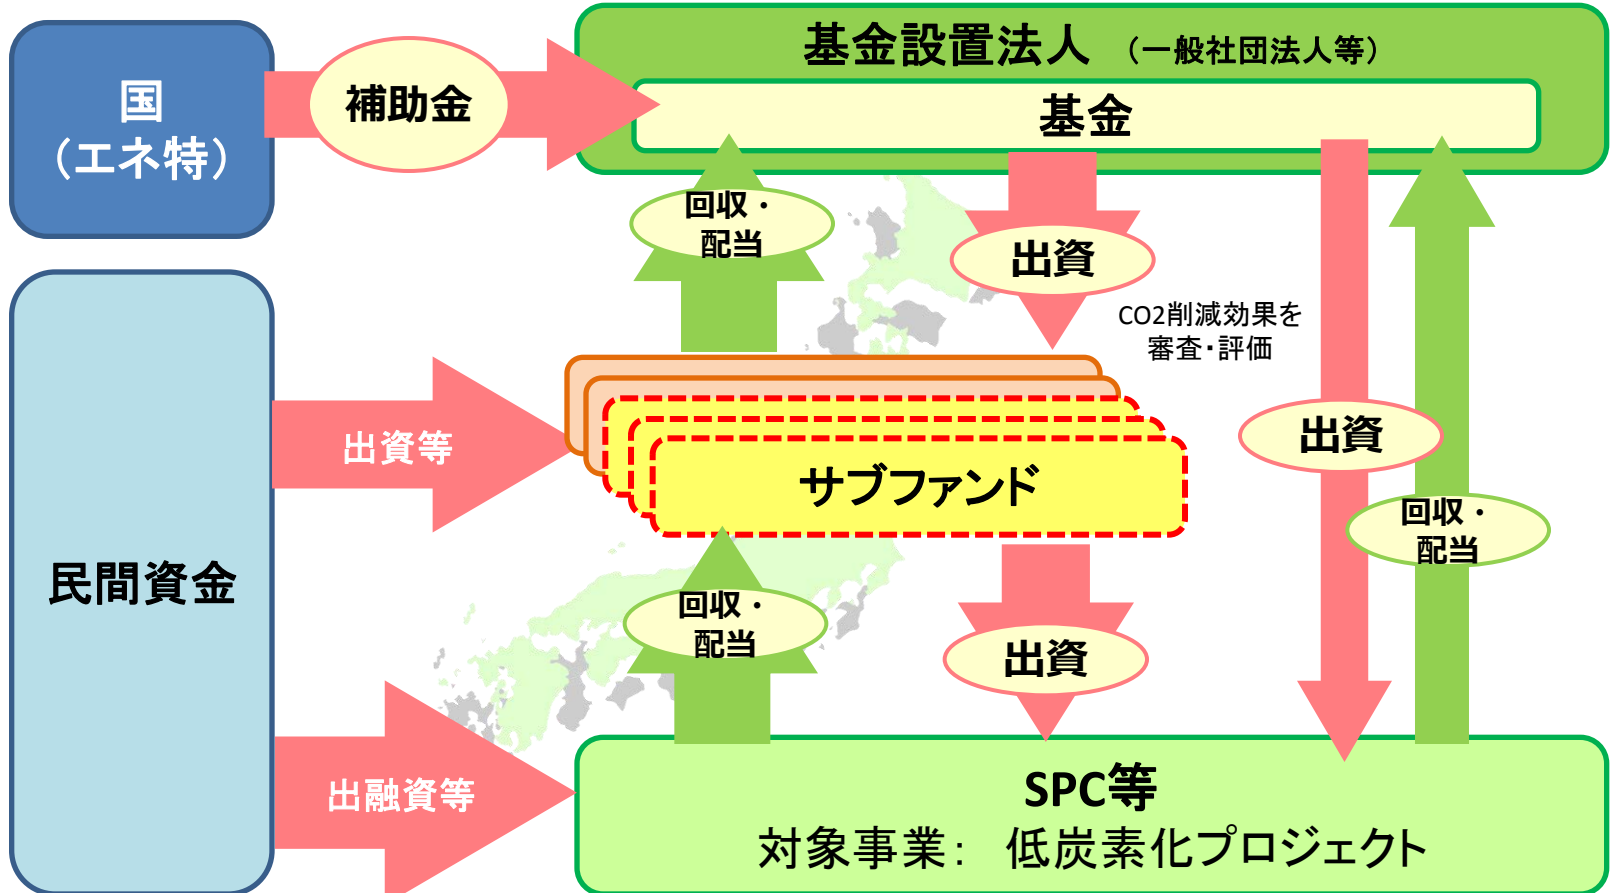 国
（エネ特）
補助金
基金設置法人 （一般社団法人等）
基金
回収・
配当
出資
CO2削減効果を
審査・評価
出資
回収・
配当
民間資金
出資等
サブファンド
回収・
配当
出資
出融資等
SPC等
対象事業： 低炭素化プロジェクト